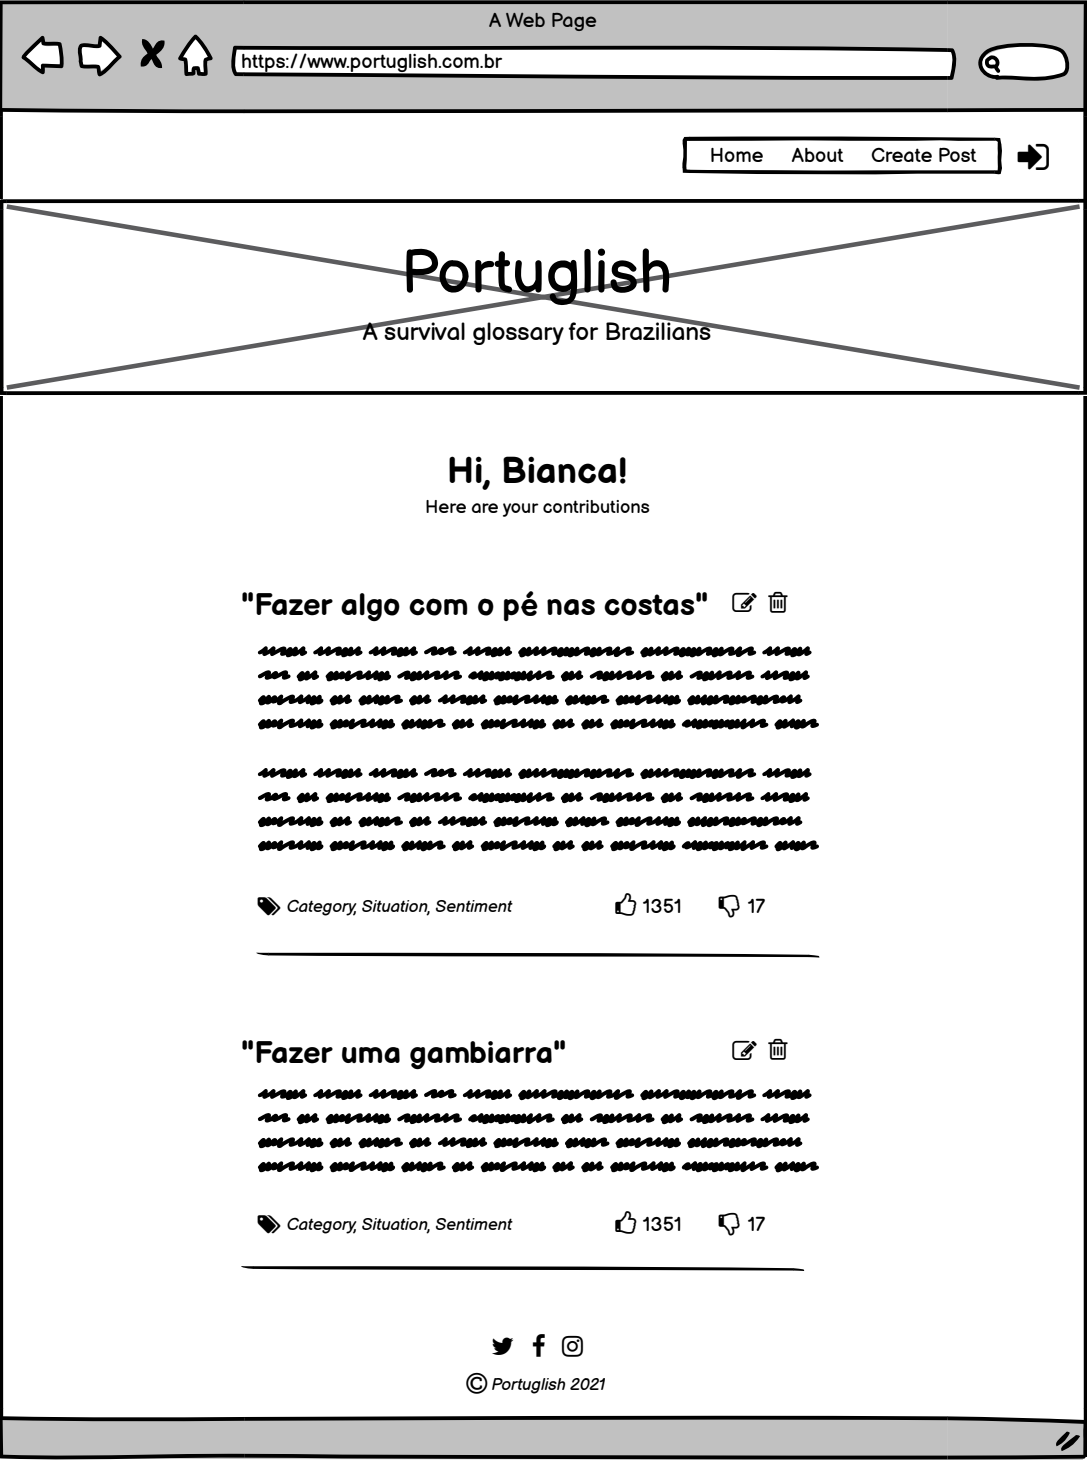 A Web Page
https://www.portuglish.com.br
Home About Create Post
Portuglish
A survival glossary for Brazilians
Hi, Bianca!
Here are your contributions
"Fazer algo com o pé nas costas"
Category, Situation, Sentiment 1351 17
"Fazer uma gambiarra"
Category, Situation, Sentiment 1351 17
© Portuglish 2021